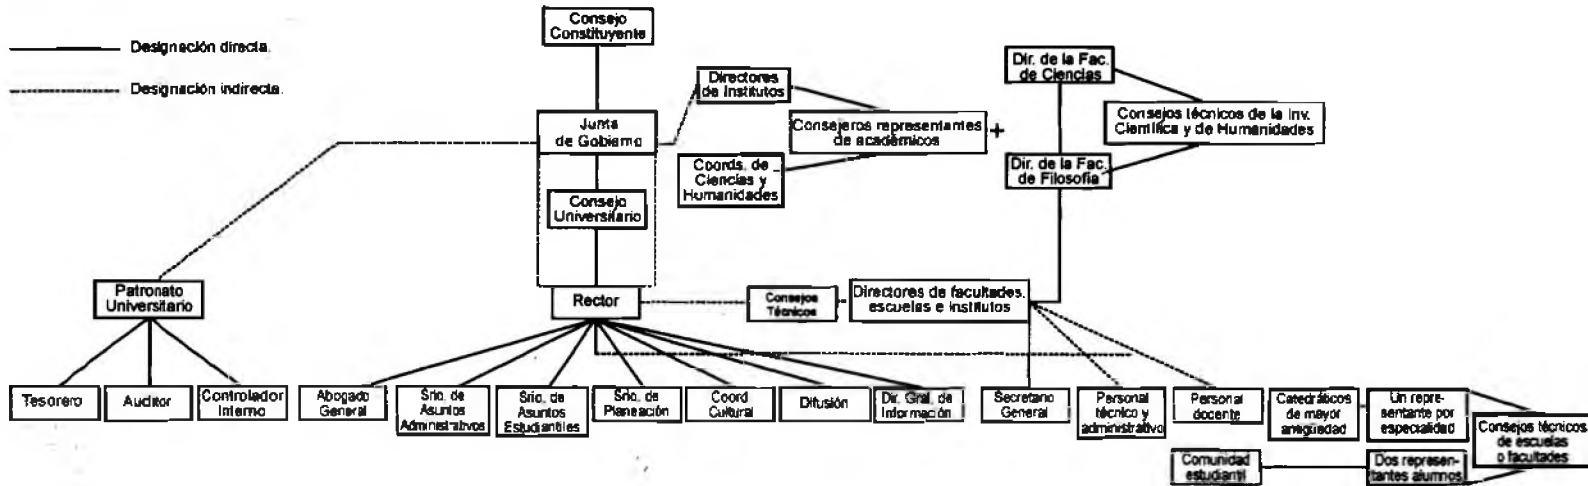 Designación directa.
Designación indirecta.
Consejo
Constituyente
Junta
de Gobierno
Consejo
Universitario
Rector
Directores
de Institutos
Consejeros representantes
de académicos
+
Coords. de
Ciencias y
Humanidades
Dir. de la Fac.
de Ciencias
Consejos técnicos de la Inv.
Científica y de Humanidades
Dir. de la Fac.
de Filosofía
Patronato
Universitario
Consejos
Técnicos
Directores de facultades,
escuelas e institutos
Tesorero
Auditor
Controlador
Interno
Abogado
General
Srio. de
Asuntos
Administrativos
Srio. de
Asuntos
Estudiantiles
Srio. de
Planeación
Coord
Cultural
Difusión
Dir. Gral. de
Información
Secretario
General
Personal
técnico y
administrativo
Personal
docente
Catedráticos
de mayor
antigüedad
Un repre-
sentante por
especialidad
Consejos técnicos
de escuelas
o facultades
Comunidad
estudiantil
Dos represen-
tantes alumnos